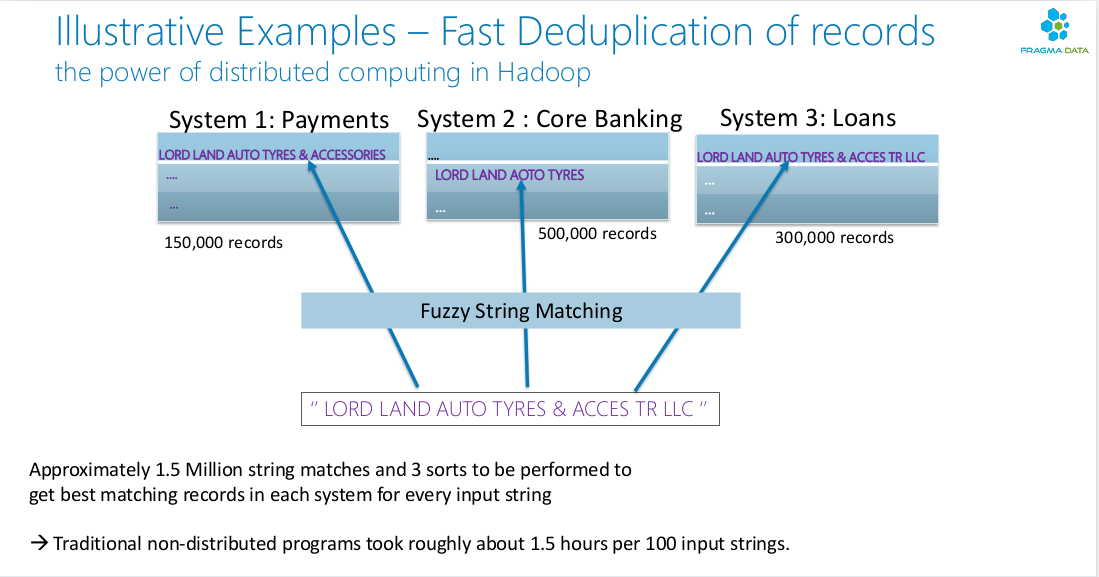 Illustrative Examples – Fast Deduplication of records
the power of distributed computing in Hadoop
PRAGMA DATA
System 1: Payments
System 2 : Core Banking
System 3: Loans
LORD LAND AUTO TYRES & ACCESSORIES
....
...
....
LORD LAND AOTO TYRES
...
LORD LAND AUTO TYRES & ACCES TR LLC
...
...
150,000 records
500,000 records
300,000 records
Fuzzy String Matching
“ LORD LAND AUTO TYRES & ACCES TR LLC ”
Approximately 1.5 Million string matches and 3 sorts to be performed to
get best matching records in each system for every input string
→ Traditional non-distributed programs took roughly about 1.5 hours per 100 input strings.